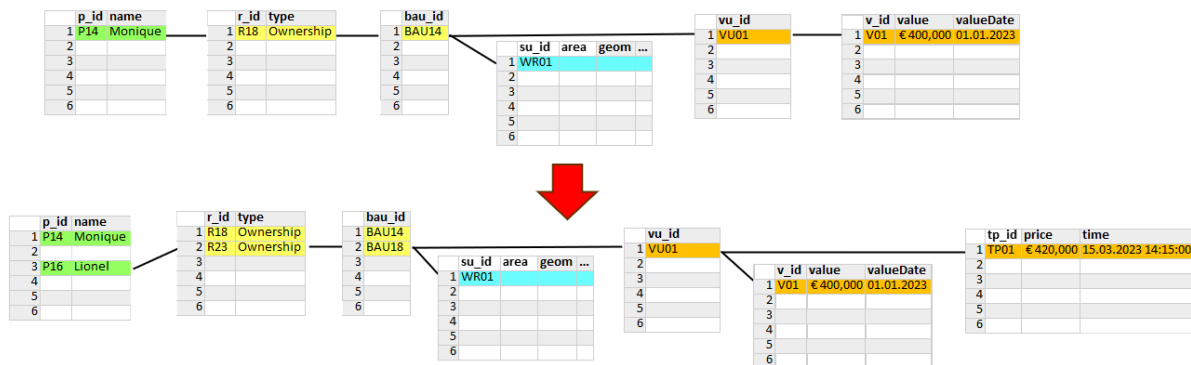 p_id name
1 P14 Monique
2
3
4
5
6
r_id type
1 R18 Ownership
2
3
4
5
6
bau_id
1 BAU14
2
3
4
5
6
su_id area geom ...
1 WR01
2
3
4
5
6
vu_id
1 VU01
2
3
4
5
6
v_id value valueDate
1 V01 € 400,000 01.01.2023
2
3
4
5
6
p_id name
1 P14 Monique
2
3 P16 Lionel
4
5
6
r_id type
1 R18 Ownership
2 R23 Ownership
3
4
5
6
bau_id
1 BAU14
2 BAU18
3
4
5
6
su_id area geom ...
1 WR01
2
3
4
5
6
vu_id
1 VU01
2
3
4
5
6
v_id value valueDate
1 V01 € 400,000 01.01.2023
2
3
4
5
6
tp_id price time
1 TP01 € 420,000 15.03.2023 14:15:00
2
3
4
5
6